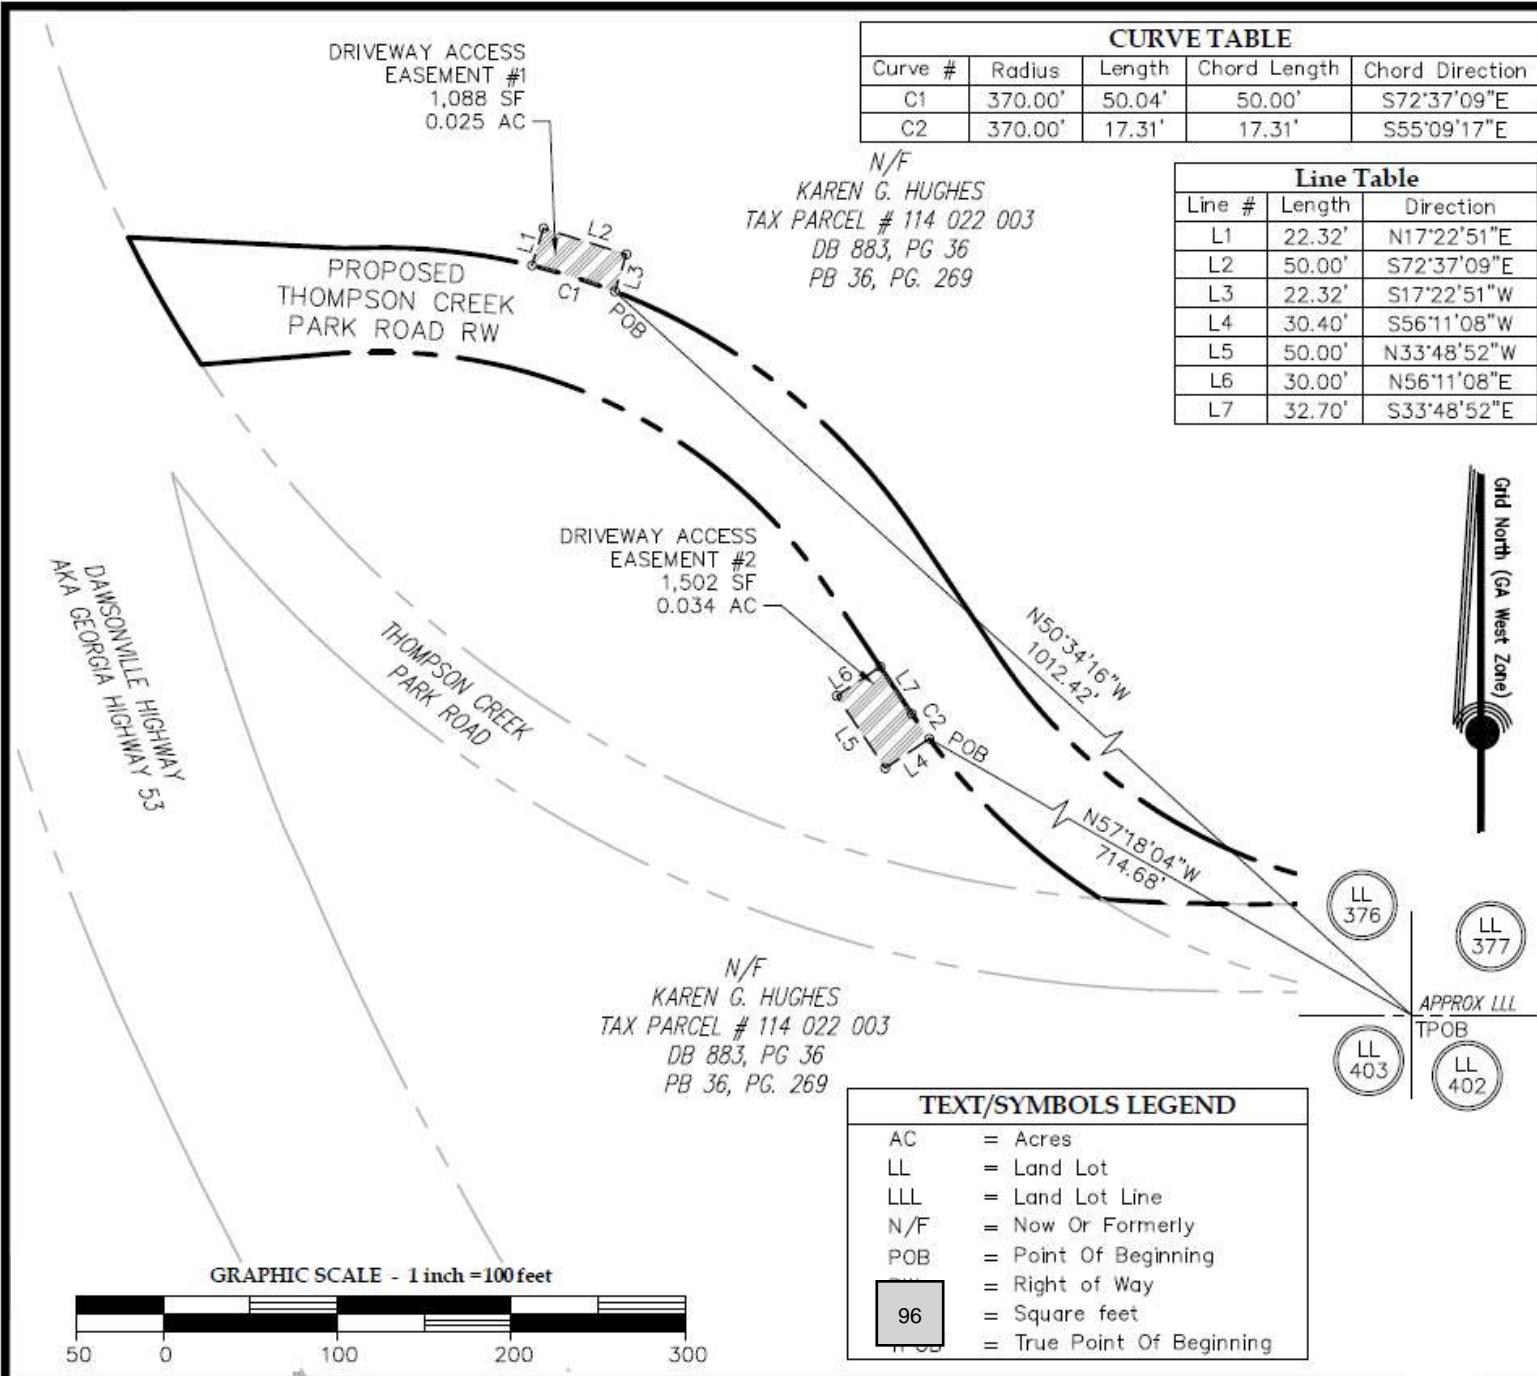 DRIVEWAY ACCESS
EASEMENT #1
1,088 SF
0.025 AC
CURVE TABLE
Curve # Radius Length Chord Length Chord Direction
C1 370.00' 50.04' 50.00' S72°37'09"E
C2 370.00' 17.31' 17.31' S55°09'17"E
N/F
KAREN G. HUGHES
TAX PARCEL # 114 022 003
DB 883, PG 36
PB 36, PG. 269
Line Table
Line # Length Direction
L1 22.32' N17°22'51"E
L2 50.00' S72°37'09"E
L3 22.32' S17°22'51"W
L4 30.40' S56°11'08"W
L5 50.00' N33°48'52"W
L6 30.00' N56°11'08"E
L7 32.70' S33°48'52"E
L1
L2
L3
C1
POB
PROPOSED
THOMPSON CREEK
PARK ROAD RW
Grid North (GA West Zone)
DRIVEWAY ACCESS
EASEMENT #2
1,502 SF
0.034 AC
DAWSONVILLE HIGHWAY
AKA GEORGIA HIGHWAY 53
THOMPSON CREEK
PARK ROAD
N50°34'16"W
1012.42'
L6
L7
C2
L5
L4
POB
N57°18'04"W
714.68'
LL
376
LL
377
APPROX LLL
TPOB
LL
403
LL
402
N/F
KAREN G. HUGHES
TAX PARCEL # 114 022 003
DB 883, PG 36
PB 36, PG. 269
TEXT/SYMBOLS LEGEND
AC = Acres
LL = Land Lot
LLL = Land Lot Line
N/F = Now Or Formerly
POB = Point Of Beginning
= Right of Way
96 = Square feet
= True Point Of Beginning
GRAPHIC SCALE - 1 inch =100 feet
50 0 100 200 300